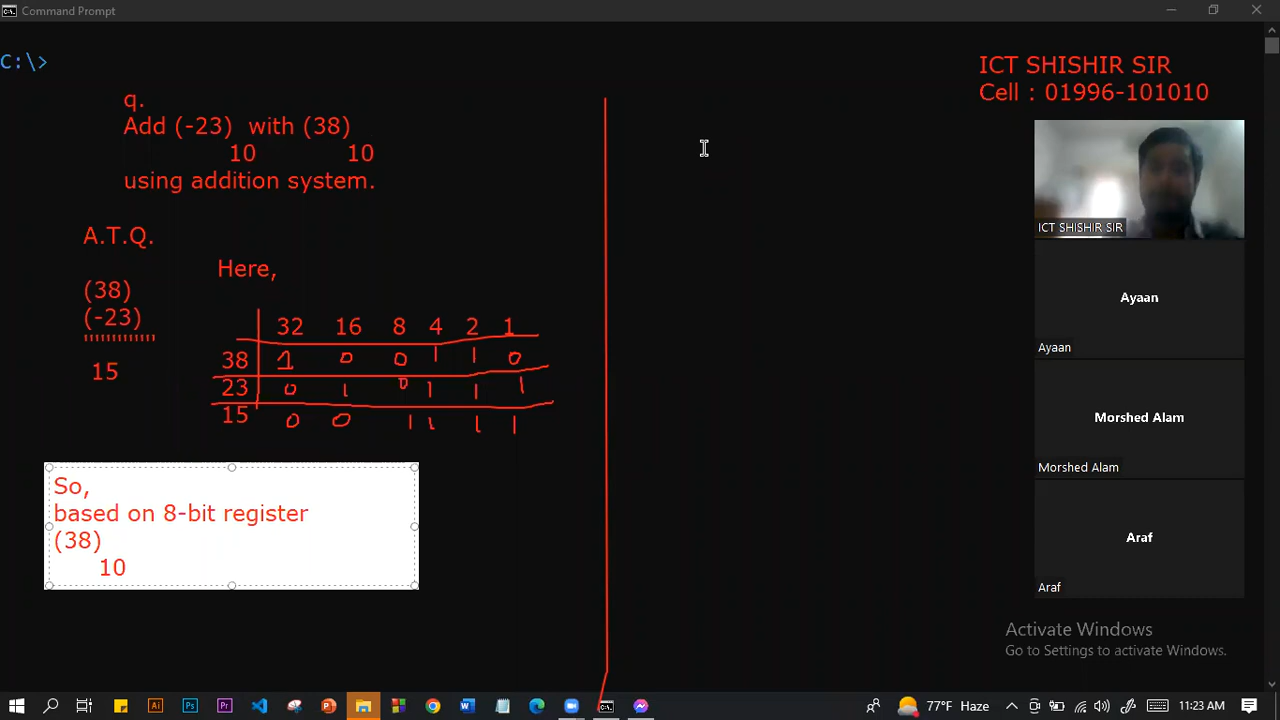 Command Prompt
C:\>
ICT SHISHIR SIR
Cell : 01996-101010
q.
Add (-23) with (38)
10 10
using addition system.
A.T.Q.
(38)
(-23)
""""""""""""
15
Here,
32 16 8 4 2 1
38 1 0 0 1 1 0
23 0 1 0 1 1 1
15 0 0 1 1 1 1
So,
based on 8-bit register
(38)
10
ICT SHISHIR SIR
Ayaan
Ayaan
Morshed Alam
Morshed Alam
Araf
Araf
Activate Windows
Go to Settings to activate Windows.
Ai Ps Pr
77°F Haze
11:23 AM